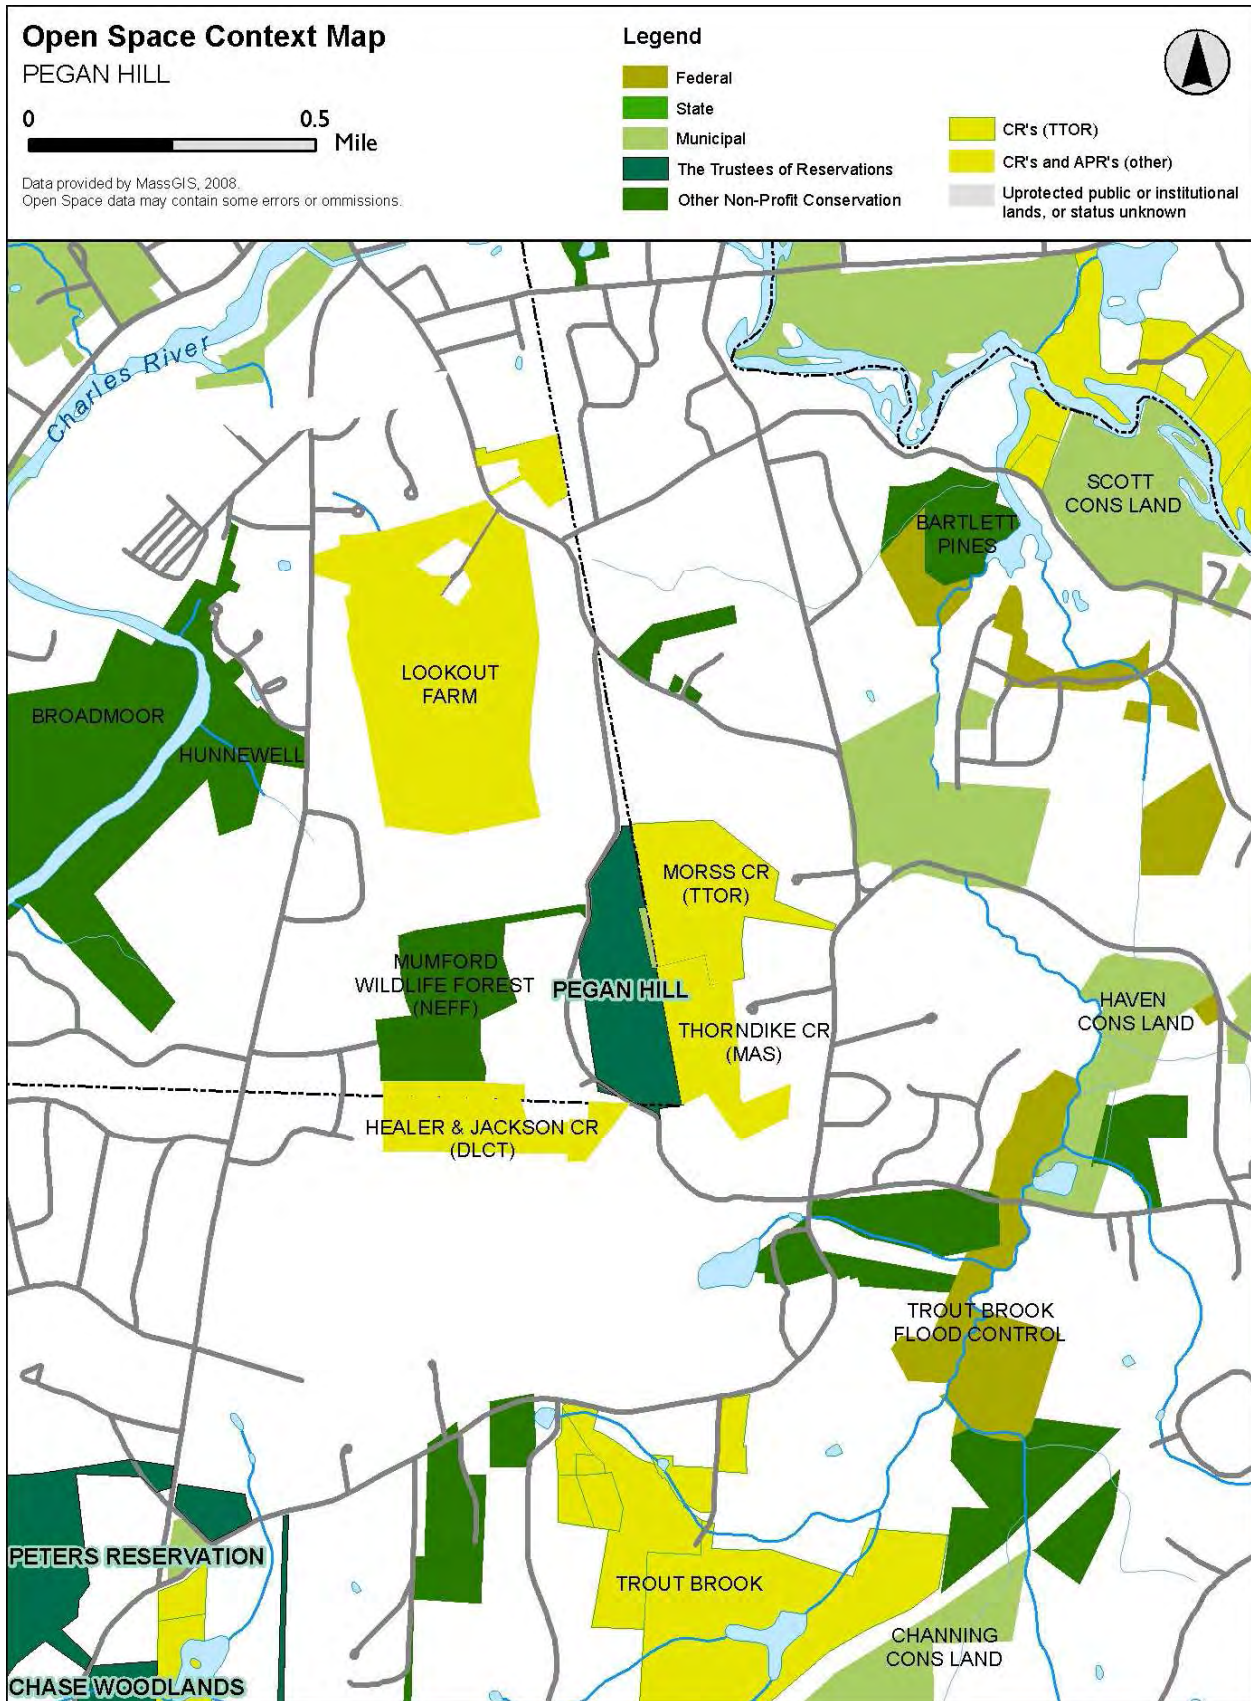 Open Space Context Map
PEGAN HILL
0
0.5
Mile
Data provided by MassGIS, 2008.
Open Space data may contain some errors or ommissions.
Legend
Federal
State
Municipal
The Trustees of Reservations
Other Non-Profit Conservation
CR's (TTOR)
CR's and APR's (other)
Uprotected public or institutional
lands, or status unknown
Charles River
SCOTT
CONS LAND
BARTLETT
PINES
LOOKOUT
FARM
BROADMOOR
HUNNEWELL
MORSS CR
(TTOR)
MUMFORD
WILDLIFE FOREST
(NEFF)
PEGAN HILL
THORNDIKE CR
(MAS)
HAVEN
CONS LAND
HEALER & JACKSON CR
(DLCT)
TROUT BROOK
FLOOD CONTROL
PETERS RESERVATION
TROUT BROOK
CHANNING
CONS LAND
CHASE WOODLANDS